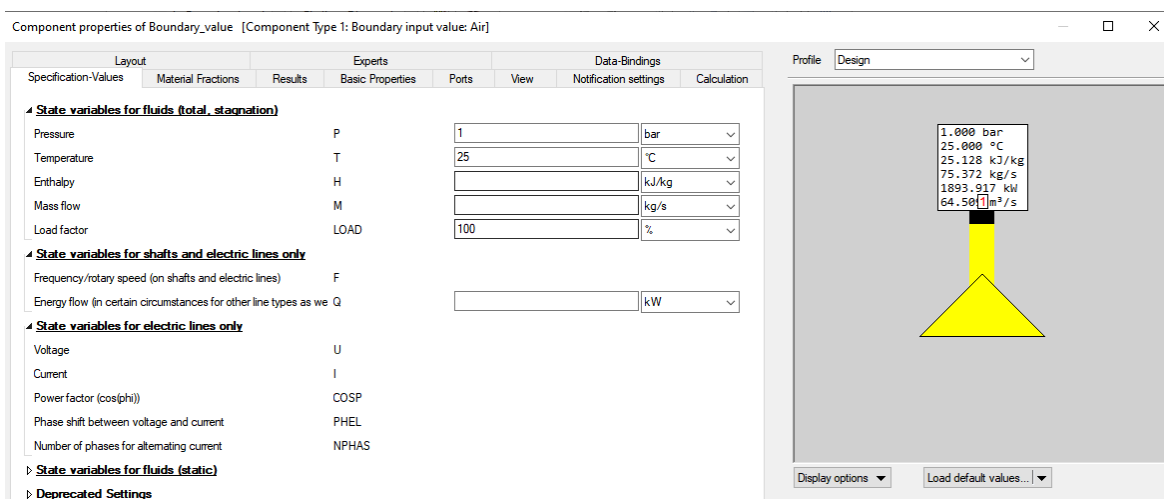 Component properties of Boundary_value [Component Type 1: Boundary input value: Air]
Layout Experts Data-Bindings
Specification-Values Material Fractions Results Basic Properties Ports View Notification settings Calculation
Profile Design
State variables for fluids (total, stagnation)
Pressure P 1 bar
Temperature T 25 °C
Enthalpy H kJ/kg
Mass flow M kg/s
Load factor LOAD 100 %
State variables for shafts and electric lines only
Frequency/rotary speed (on shafts and electric lines) F
Energy flow (in certain circumstances for other line types as we Q kW
State variables for electric lines only
Voltage U
Current I
Power factor (cos(phi)) COSP
Phase shift between voltage and current PHEL
Number of phases for alternating current NPHAS
State variables for fluids (static)
Deprecated Settings
1.000 bar
25.000 °C
25.128 kJ/kg
75.372 kg/s
1893.917 kW
m³/s
1
Display options Load default values...